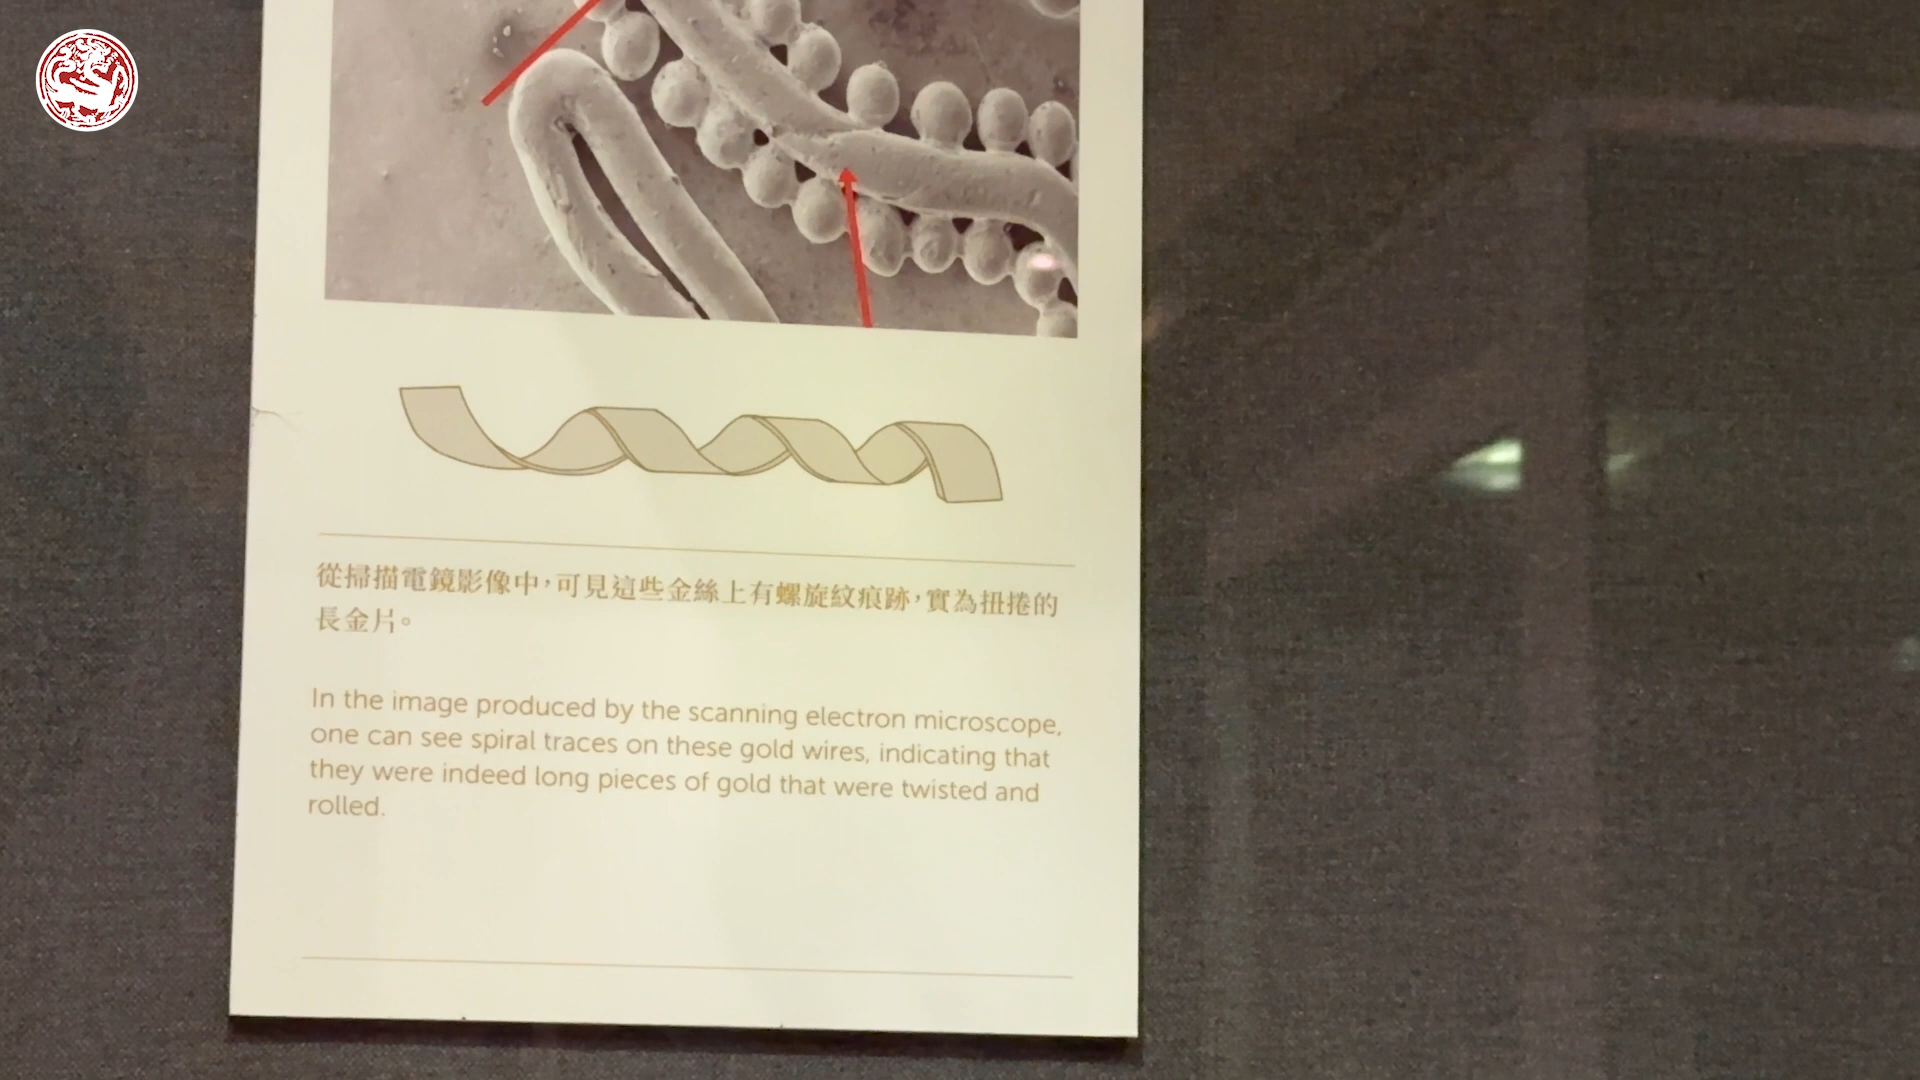 從掃描電鏡影像中，可見這些金絲上有螺旋紋痕跡，實為扭捲的
長金片。
In the image produced by the scanning electron microscope,
one can see spiral traces on these gold wires, indicating that
they were indeed long pieces of gold that were twisted and
rolled.